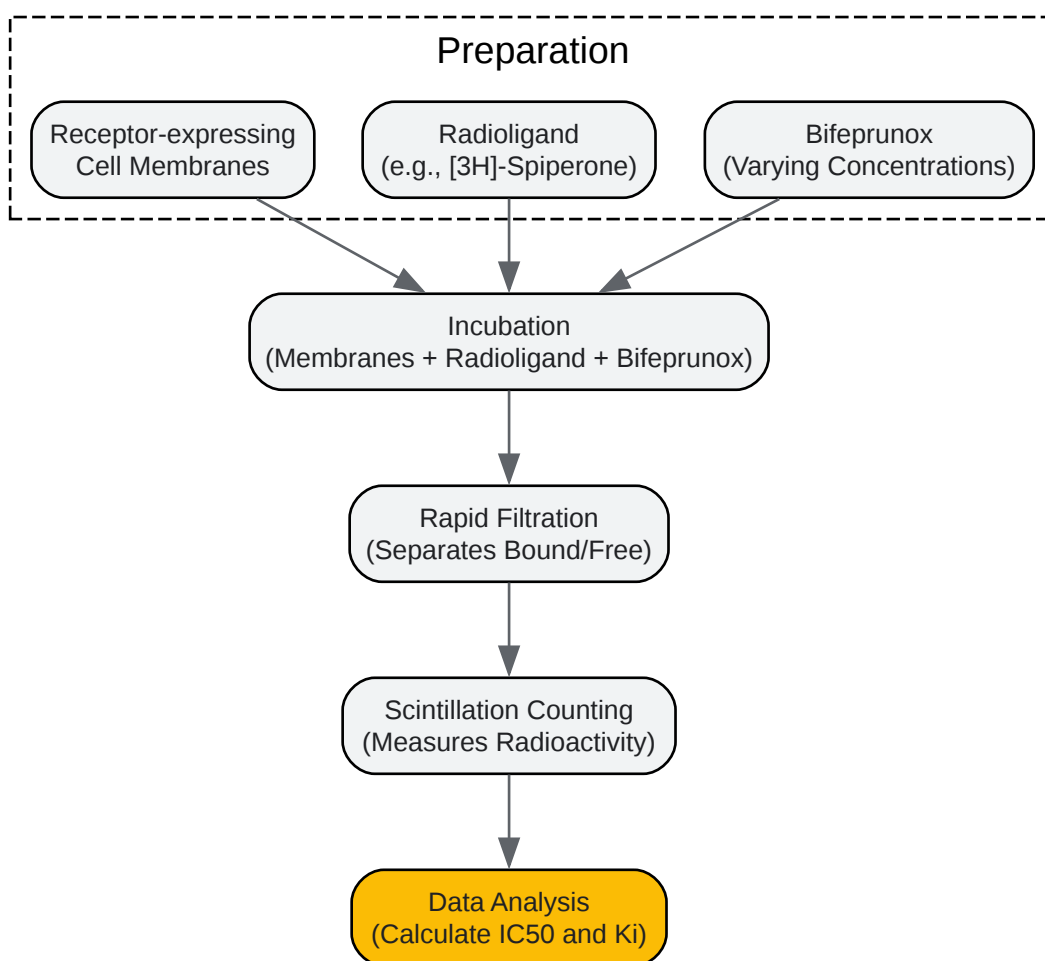 Preparation
Receptor-expressing
Cell Membranes
Radioligand
(e.g., [3H]-Spiperone)
Bifeprunox
(Varying Concentrations)
Incubation
(Membranes + Radioligand + Bifeprunox)
Rapid Filtration
(Separates Bound/Free)
Scintillation Counting
(Measures Radioactivity)
Data Analysis
(Calculate IC50 and Ki)